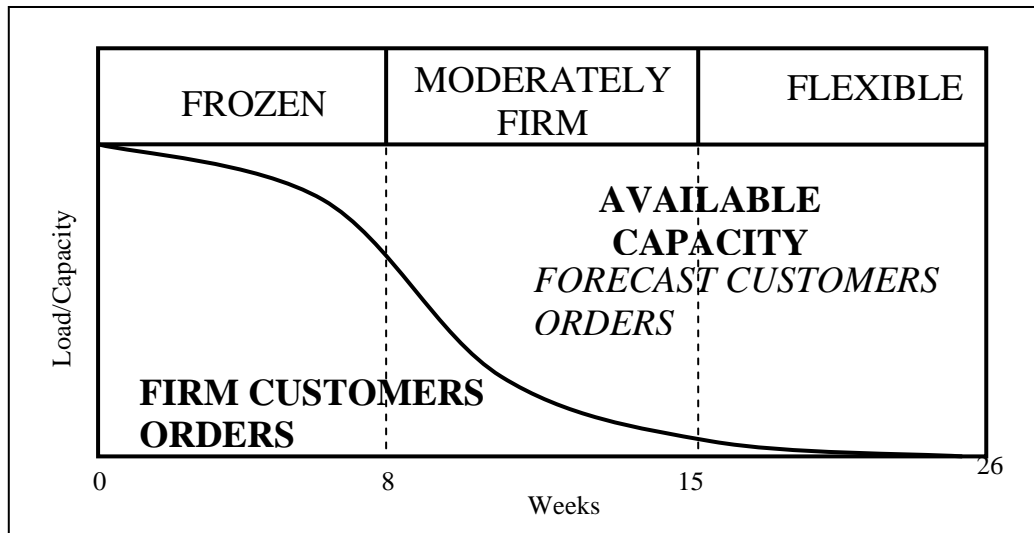 FROZEN
MODERATELY
FIRM
FLEXIBLE
AVAILABLE
CAPACITY
FORECAST CUSTOMERS
ORDERS
Load/Capacity
FIRM CUSTOMERS
ORDERS
0
8
15
26
Weeks